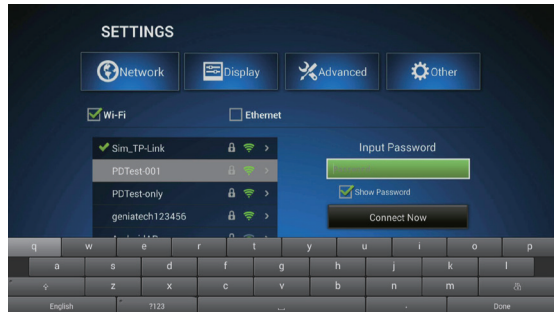 SETTINGS
Network
Display
Advanced
Other
Wi-Fi
Ethernet
Sim_TP-Link
PDTest-001
PDTest-only
geniatech123456
Input Password
Show Password
Connect Now
q w e r t y u i o p
a s d f g h j k l
z x c v b n m
English ?123 . Done